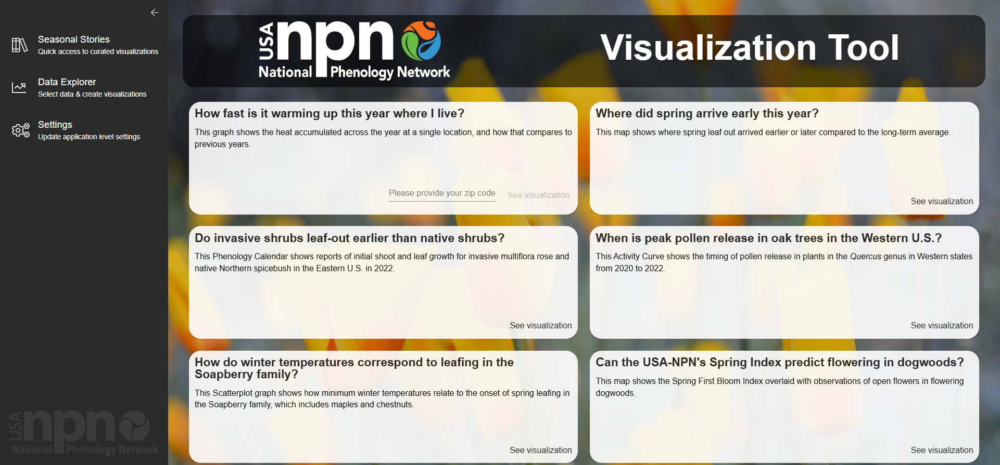 Seasonal Stories
Quick access to curated visualizations
Data Explorer
Select data & create visualizations
Settings
Update application level settings
USA npn
National Phenology Network
USA npn
National Phenology Network
Visualization Tool
How fast is it warming up this year where I live?
This graph shows the heat accumulated across the year at a single location, and how that compares to
previous years.
Please provide your zip code
See visualization
Where did spring arrive early this year?
This map shows where spring leaf out arrived earlier or later compared to the long-term average.
See visualization
Do invasive shrubs leaf-out earlier than native shrubs?
This Phenology Calendar shows reports of initial shoot and leaf growth for invasive multiflora rose and
native Northern spicebush in the Eastern U.S. in 2022.
See visualization
When is peak pollen release in oak trees in the Western U.S.?
This Activity Curve shows the timing of pollen release in plants in the Quercus genus in Western states
from 2020 to 2022.
See visualization
How do winter temperatures correspond to leafing in the
Soapberry family?
This Scatterplot graph shows how minimum winter temperatures relate to the onset of spring leafing in
the Soapberry family, which includes maples and chestnuts.
See visualization
Can the USA-NPN's Spring Index predict flowering in dogwoods?
This map shows the Spring First Bloom Index overlaid with observations of open flowers in flowering
dogwoods.
See visualization